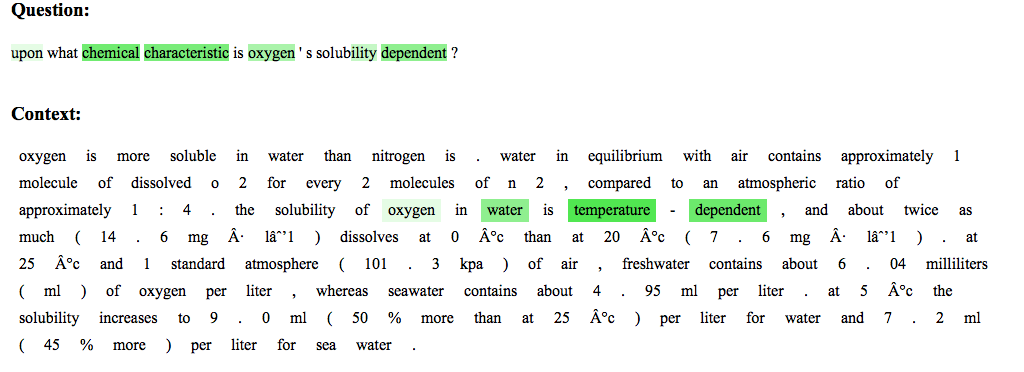 Question:
upon what chemical characteristic is oxygen ' s solubility dependent ?
Context:
oxygen is more soluble in water than nitrogen is . water in equilibrium with air contains approximately 1
molecule of dissolved o 2 for every 2 molecules of n 2 , compared to an atmospheric ratio of
approximately 1 : 4 . the solubility of oxygen in water is temperature - dependent , and about twice as
much ( 14 . 6 mg Â· lâˆ'1 ) dissolves at 0 Â°c than at 20 Â°c ( 7 . 6 mg Â· lâˆ'1 ) . at
25 Â°c and 1 standard atmosphere ( 101 . 3 kpa ) of air , freshwater contains about 6 . 04 milliliters
( ml ) of oxygen per liter , whereas seawater contains about 4 . 95 ml per liter . at 5 Â°c the
solubility increases to 9 . 0 ml ( 50 % more than at 25 Â°c ) per liter for water and 7 . 2 ml
( 45 % more ) per liter for sea water .